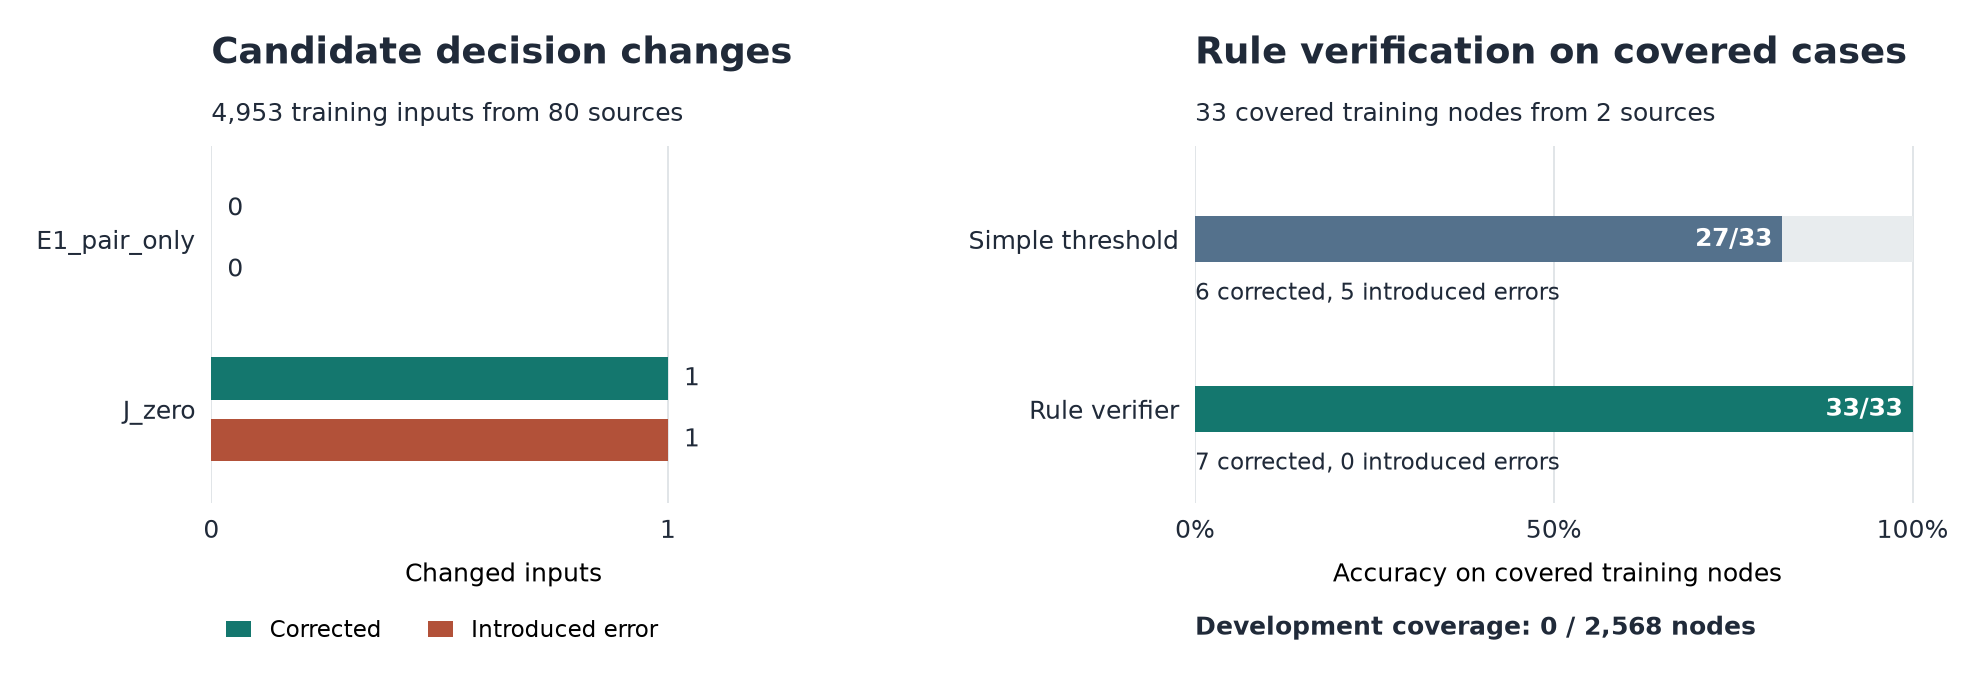 Candidate decision changes
4,953 training inputs from 80 sources
E1_pair_only
0
0
J_zero
1
1
0
1
Changed inputs
Corrected
Introduced error
Rule verification on covered cases
33 covered training nodes from 2 sources
Simple threshold
27/33
6 corrected, 5 introduced errors
Rule verifier
33/33
7 corrected, 0 introduced errors
0%
50%
100%
Accuracy on covered training nodes
Development coverage: 0 / 2,568 nodes